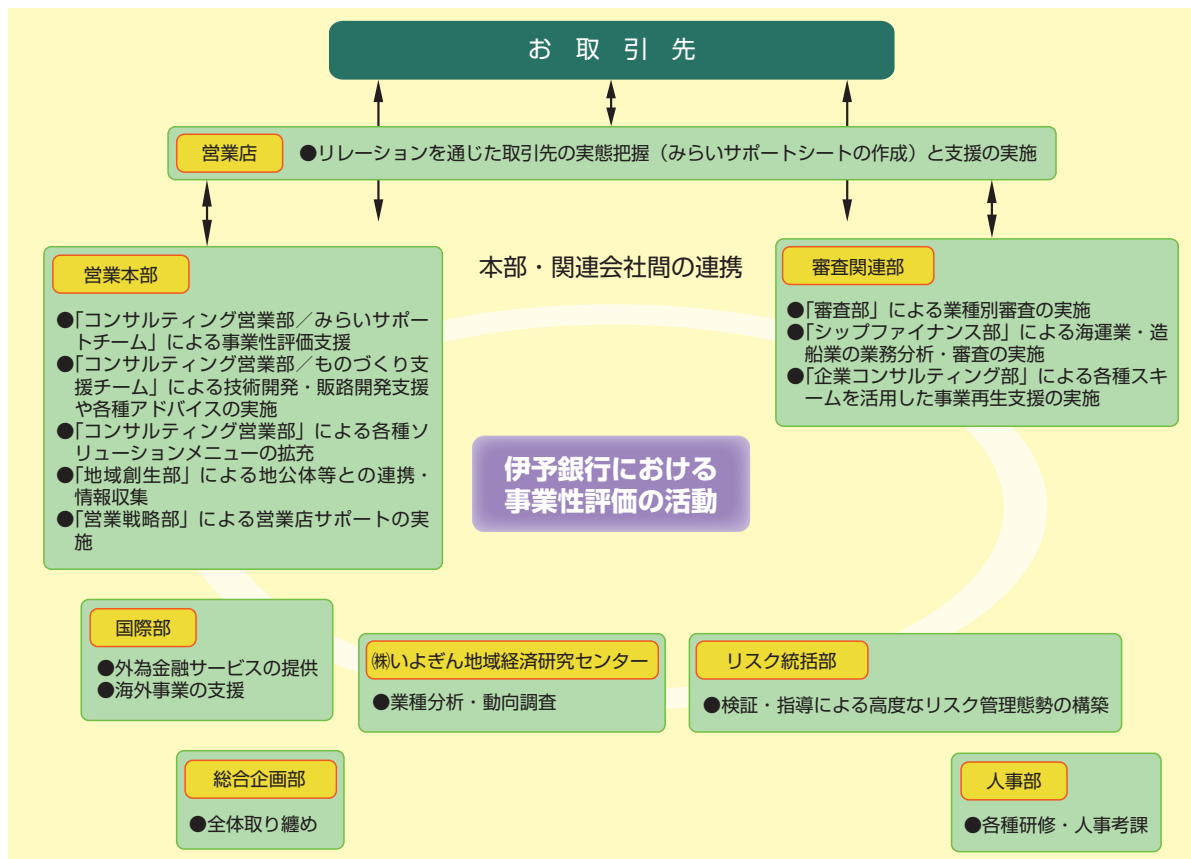 お取引先
営業店
●リレーションを通じた取引先の実態把握（みらいサポートシートの作成）と支援の実施
本部・関連会社間の連携
営業本部
●「コンサルティング営業部／みらいサポー
トチーム」による事業性評価支援
●「コンサルティング営業部／ものづくり支
援チーム」による技術開発・販路開発支援
や各種アドバイスの実施
●「コンサルティング営業部」による各種ソ
リューションメニューの拡充
●「地域創生部」による地公体等との連携・
情報収集
●「営業戦略部」による営業店サポートの実
施
審査関連部
●「審査部」による業種別審査の実施
●「シップファイナンス部」による海運業・造
船業の業務分析・審査の実施
●「企業コンサルティング部」による各種スキ
ームを活用した事業再生支援の実施
伊予銀行における
事業性評価の活動
国際部
●外為金融サービスの提供
●海外事業の支援
㈱いよぎん地域経済研究センター
●業種分析・動向調査
リスク統括部
●検証・指導による高度なリスク管理態勢の構築
総合企画部
●全体取り纏め
人事部
●各種研修・人事考課